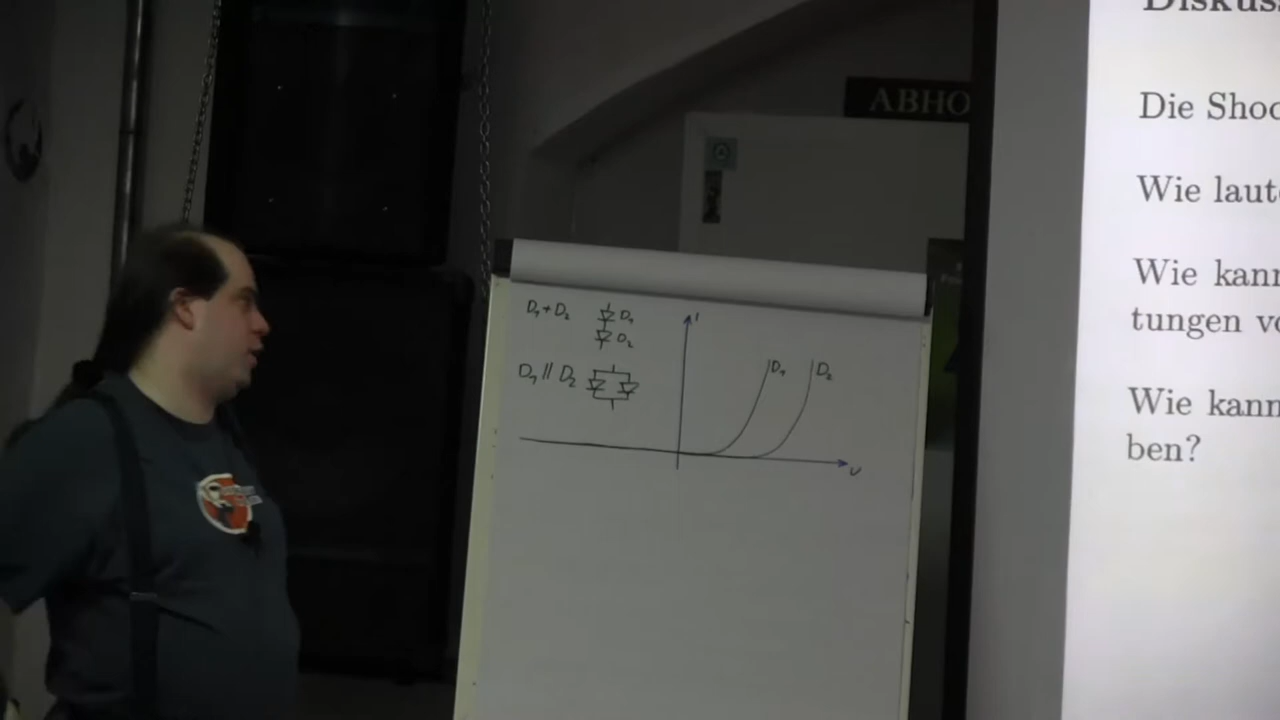 D1 + D2
D1
D2
D1 // D2
I
D1
D2
U
ABHO
Diskus
Die Shoc
Wie laut
Wie kann
tungen v
Wie kann
ben?